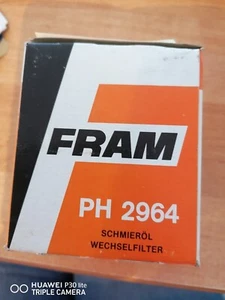 FRAM
PH 2964
SCHMIERÖL
WECHSELFILTER
HUAWEI P30 lite
TRIPLE CAMERA